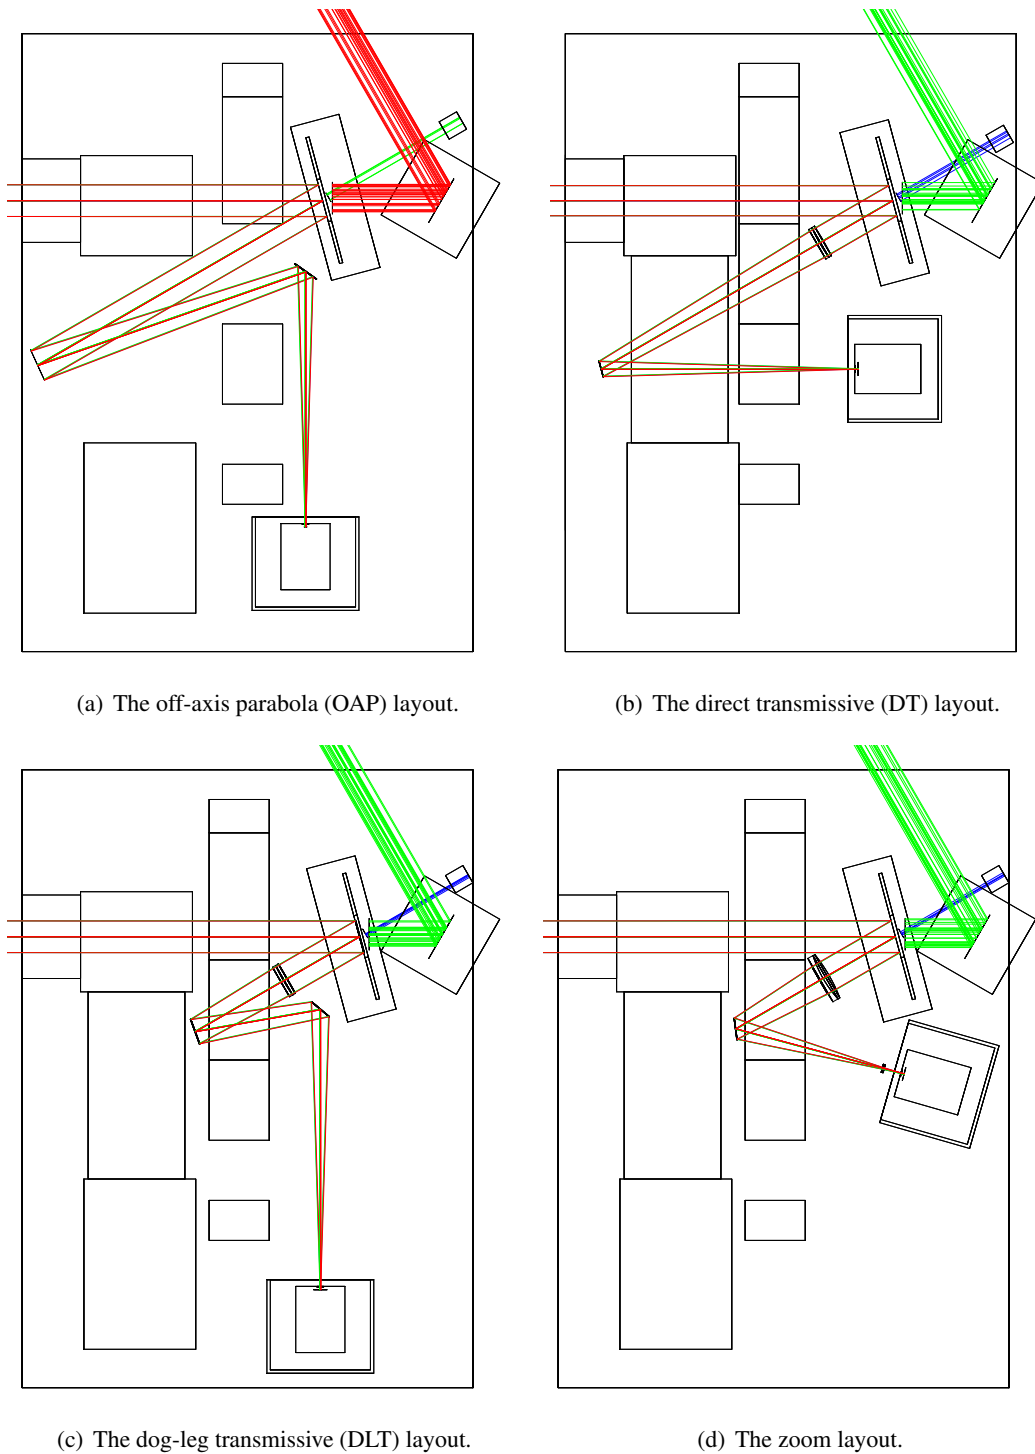 (a) The off-axis parabola (OAP) layout.
(b) The direct transmissive (DT) layout.
(c) The dog-leg transmissive (DLT) layout.
(d) The zoom layout.